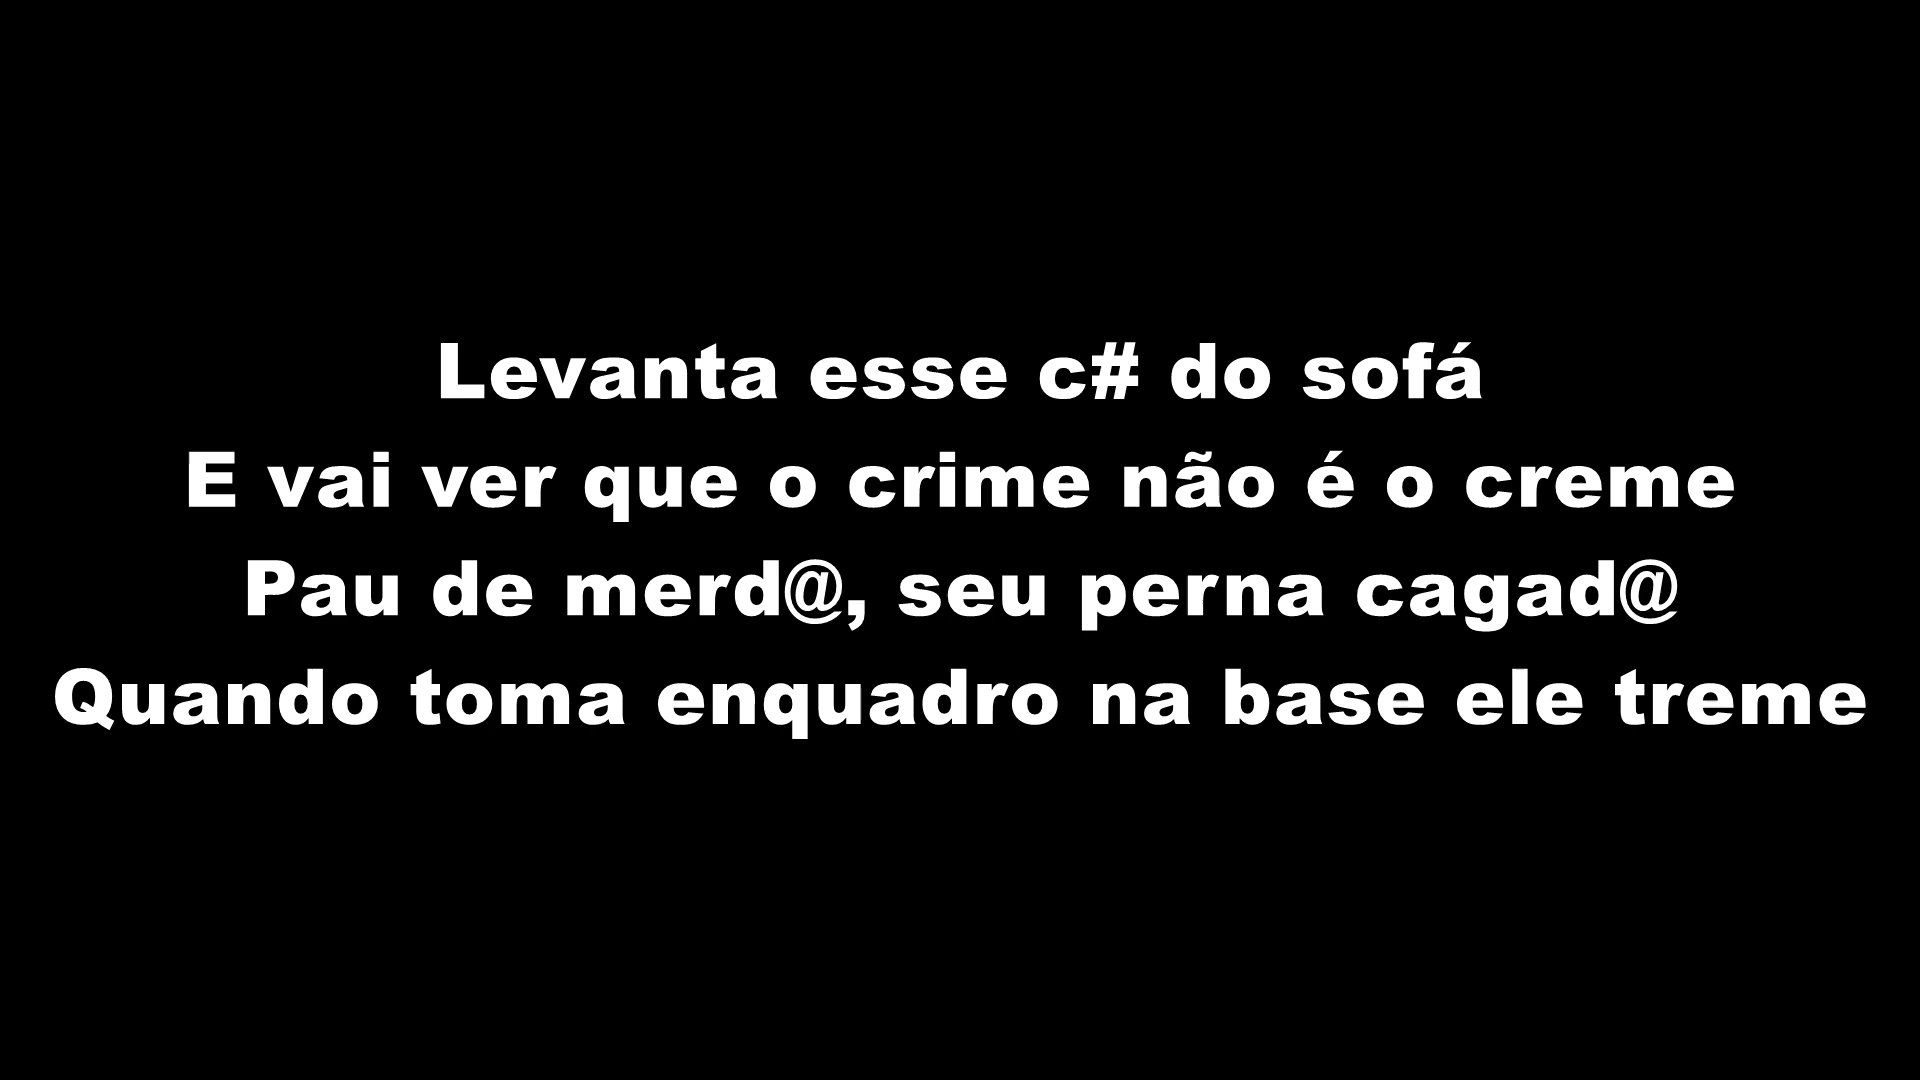 Levanta esse c# do sofá
E vai ver que o crime não é o creme
Pau de merd@, seu perna cagad@
Quando toma enquadro na base ele treme